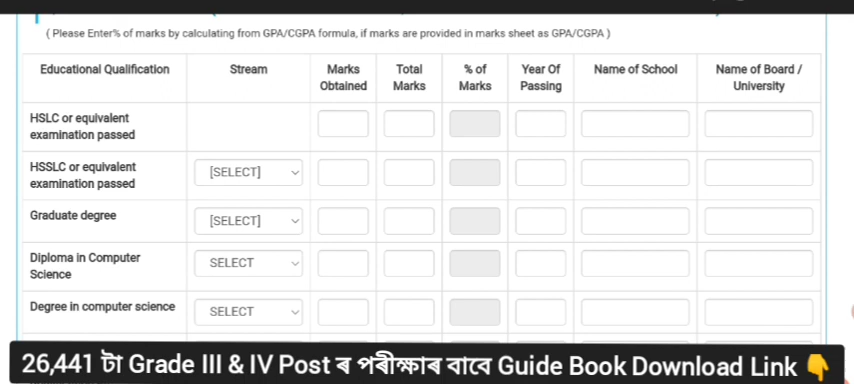 ( Please Enter% of marks by calculating from GPA/CGPA formula, if marks are provided in marks sheet as GPA/CGPA )
Educational Qualification Stream Marks Obtained Total Marks % of Marks Year Of Passing Name of School Name of Board / University
HSLC or equivalent
examination passed
HSSLC or equivalent
examination passed
[SELECT]
Graduate degree
[SELECT]
Diploma in Computer
Science
SELECT
Degree in computer science
SELECT
26,441 টা Grade III & IV Post ৰ পৰীক্ষাৰ বাবে Guide Book Download Link 👇